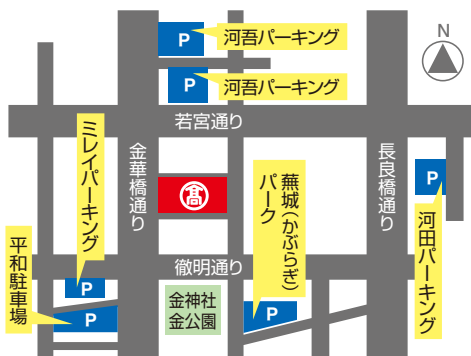 P
河吾パーキング
N
P
河吾パーキング
若宮通り
ミレイパーキング
金華橋通り
髙
蕪城（かぶらぎ）
パーク
長良橋通り
P
河田パーキング
平和駐車場
徹明通り
P
P
金神社
金公園
P